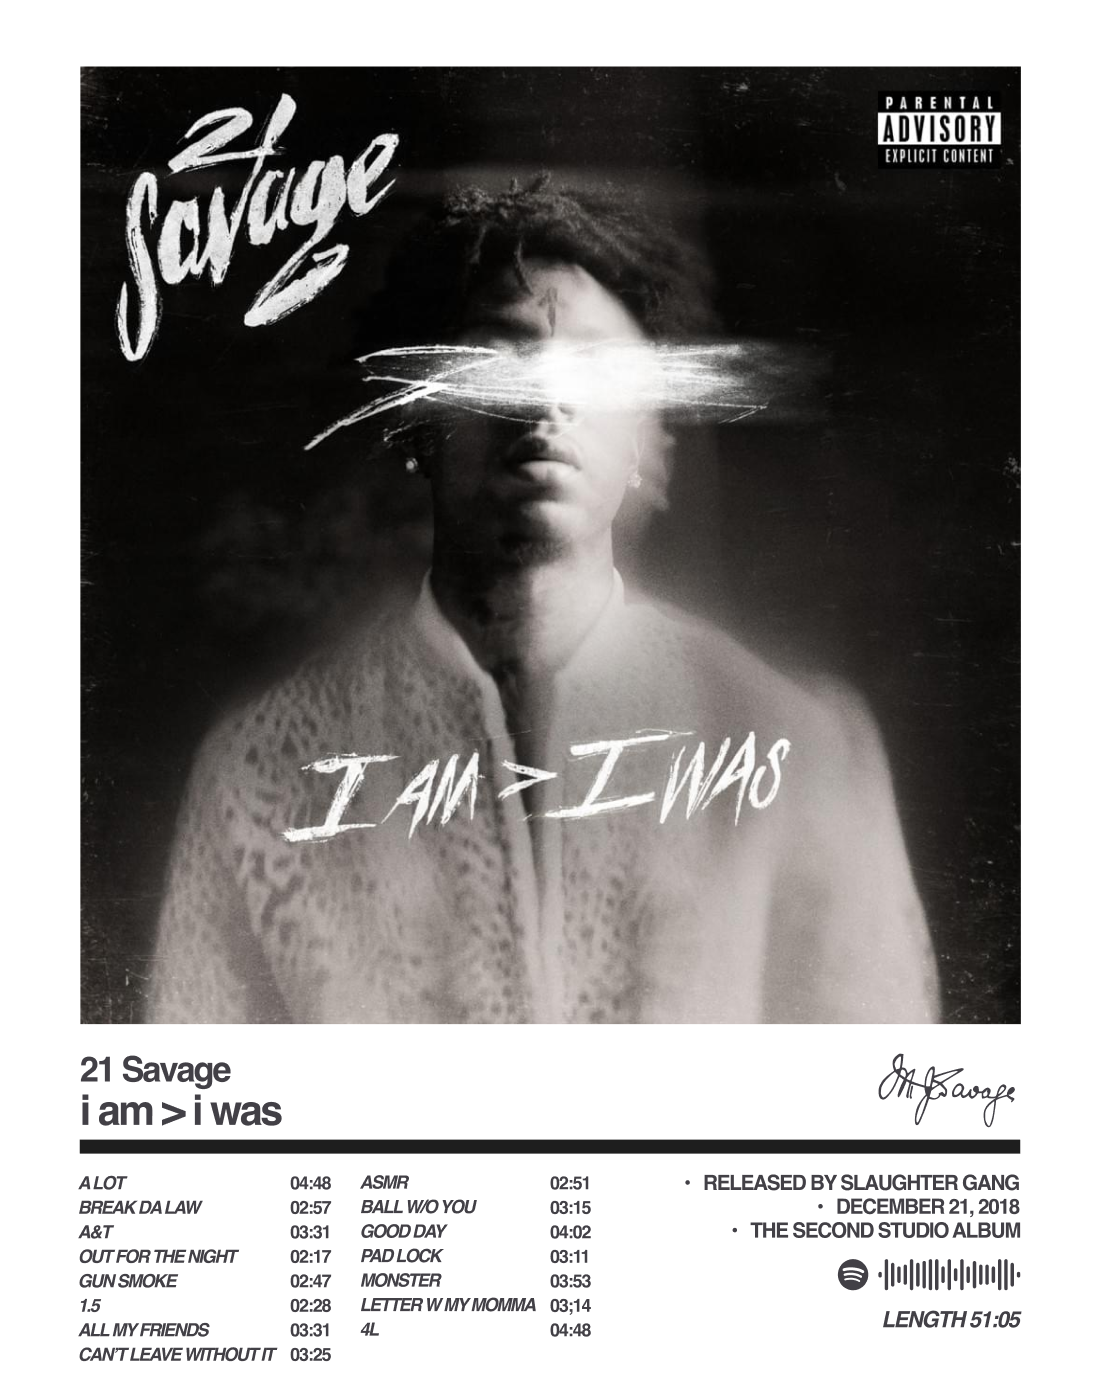 21
Savage
PARENTAL
ADVISORY
EXPLICIT CONTENT
I AM > I WAS
21 Savage
i am > i was
A LOT 04:48
BREAK DA LAW 02:57
A&T 03:31
OUT FOR THE NIGHT 02:17
GUN SMOKE 02:47
1.5 02:28
ALL MY FRIENDS 03:31
CAN'T LEAVE WITHOUT IT 03:25
ASMR 02:51
BALL W/O YOU 03:15
GOOD DAY 04:02
PAD LOCK 03:11
MONSTER 03:53
LETTER W MY MOMMA 03;14
4L 04:48
• RELEASED BY SLAUGHTER GANG
• DECEMBER 21, 2018
• THE SECOND STUDIO ALBUM
LENGTH 51:05